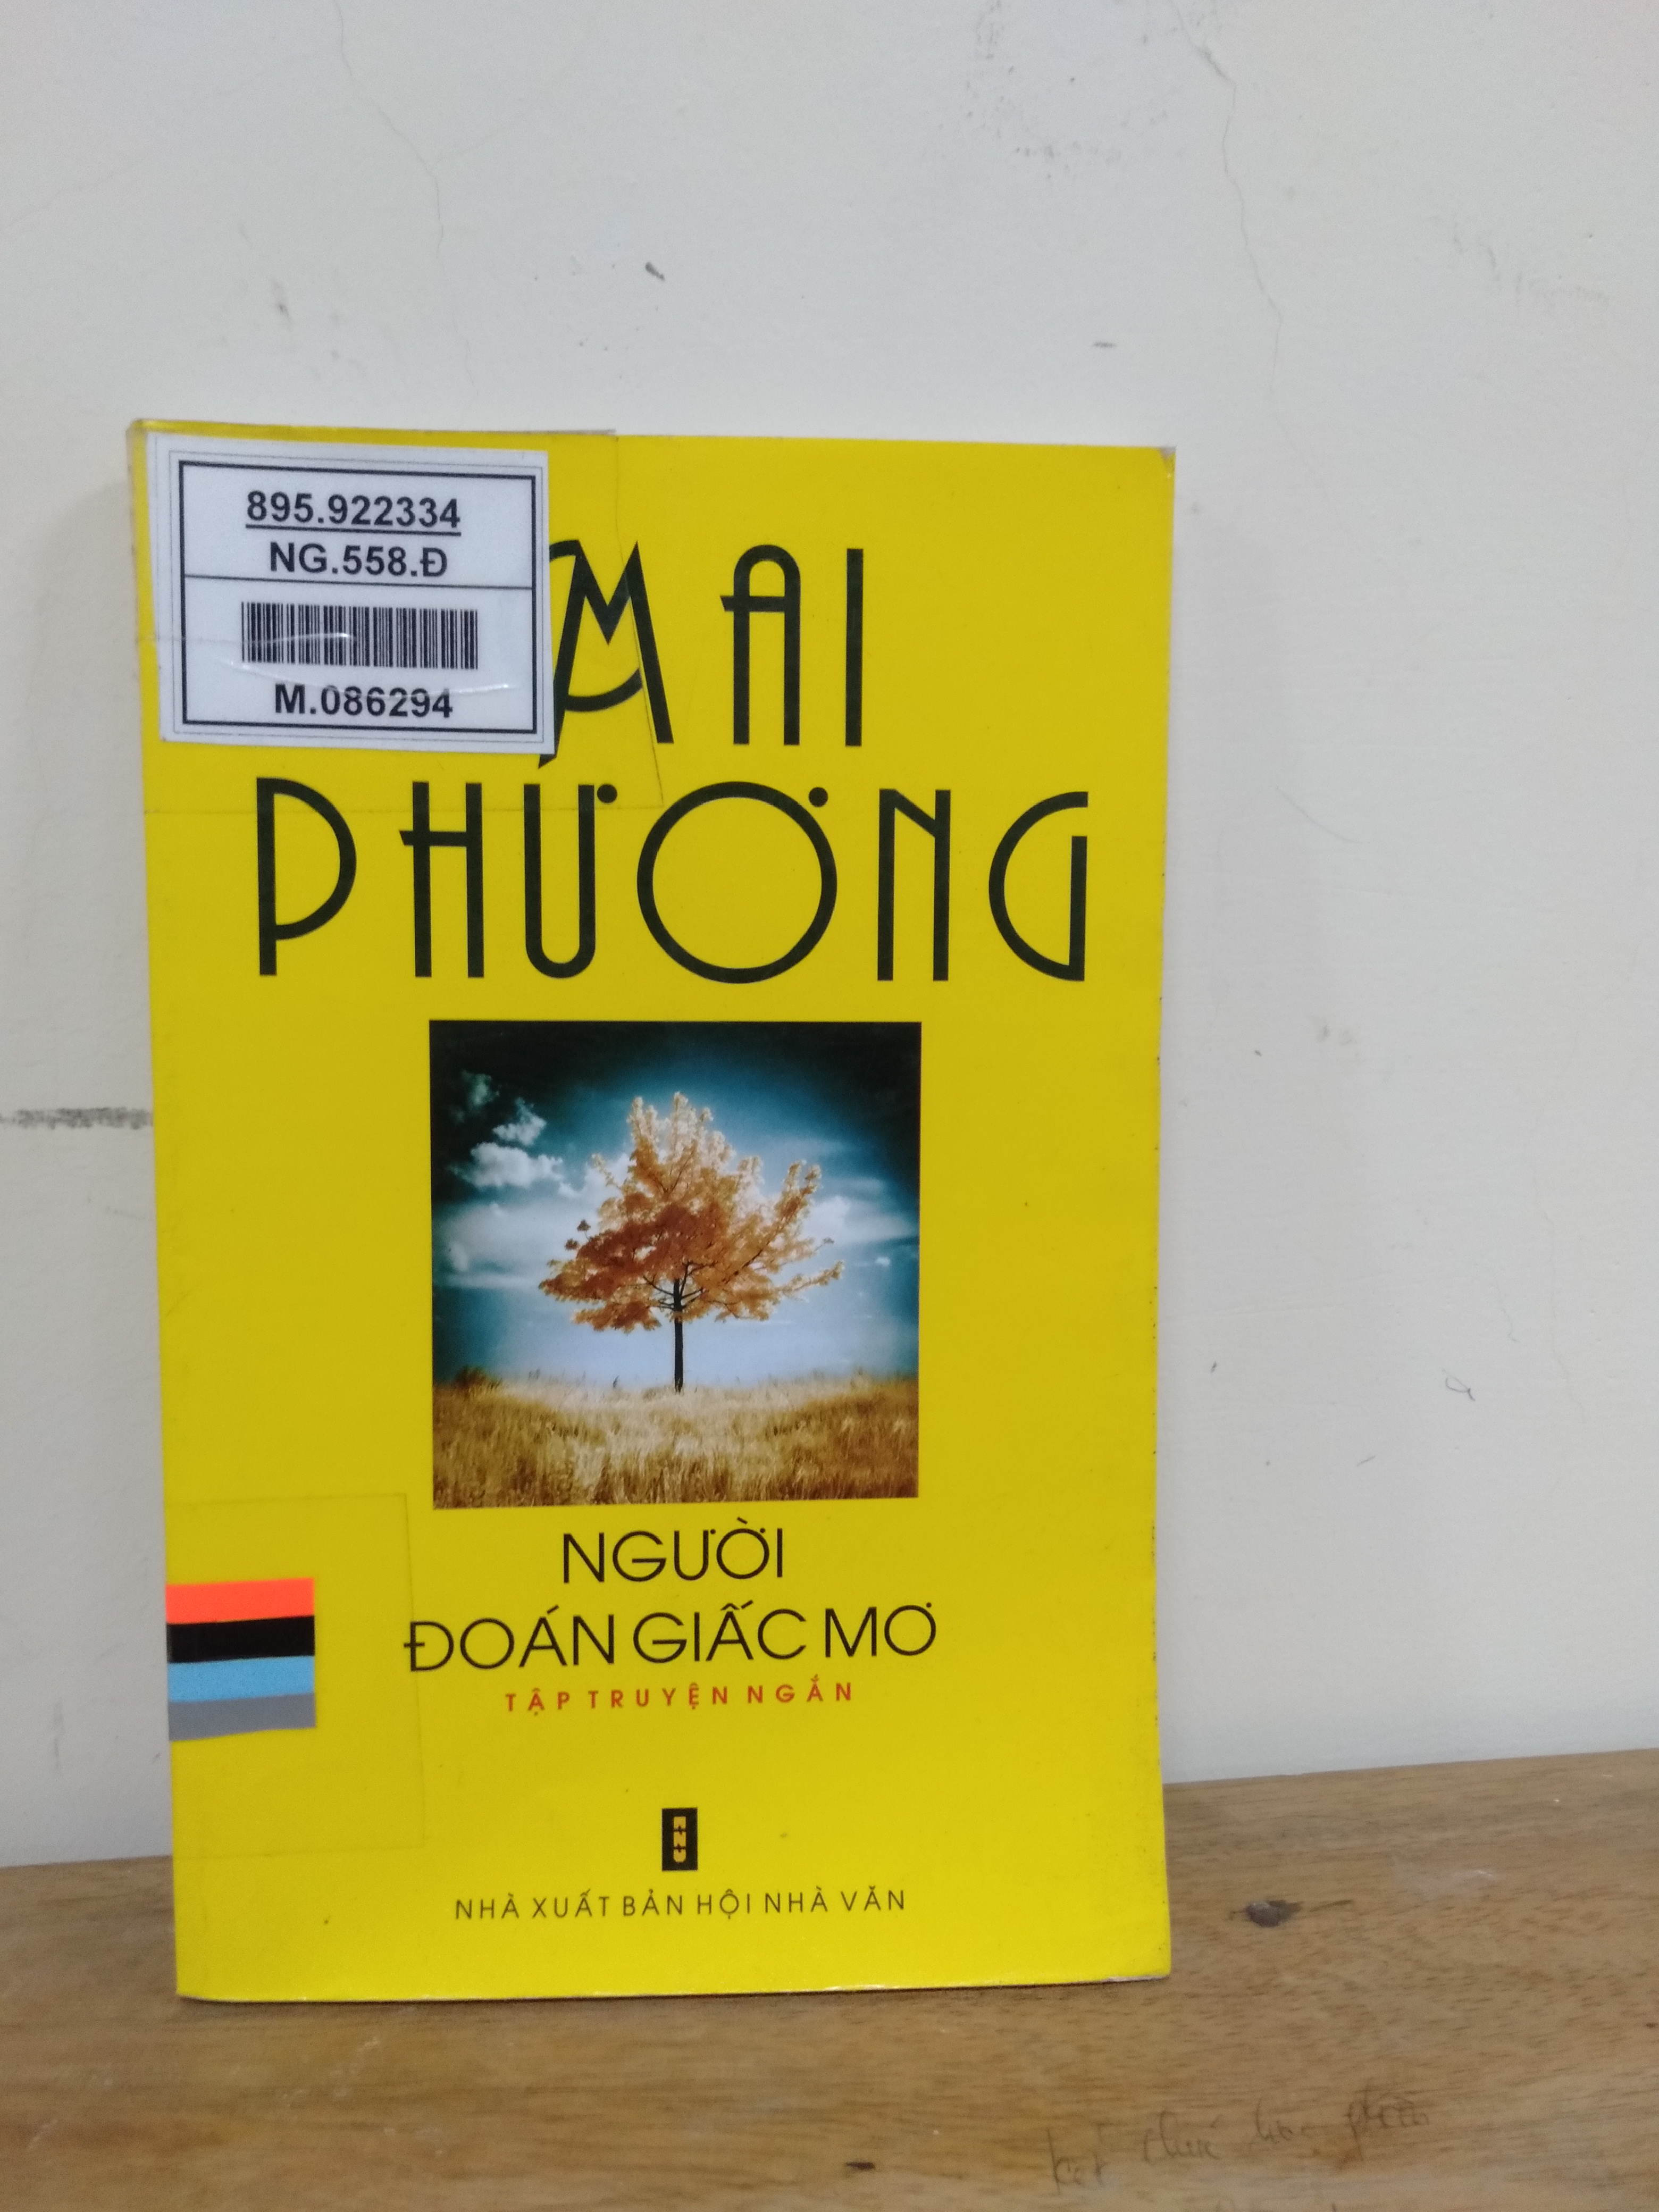 895.922334
NG.558.Đ
M.086294
MAI
PHƯƠNG
NGƯỜI
ĐOÁN GIẤC MƠ
TẬP TRUYỆN NGẮN
NHÀ XUẤT BẢN HỘI NHÀ VĂN